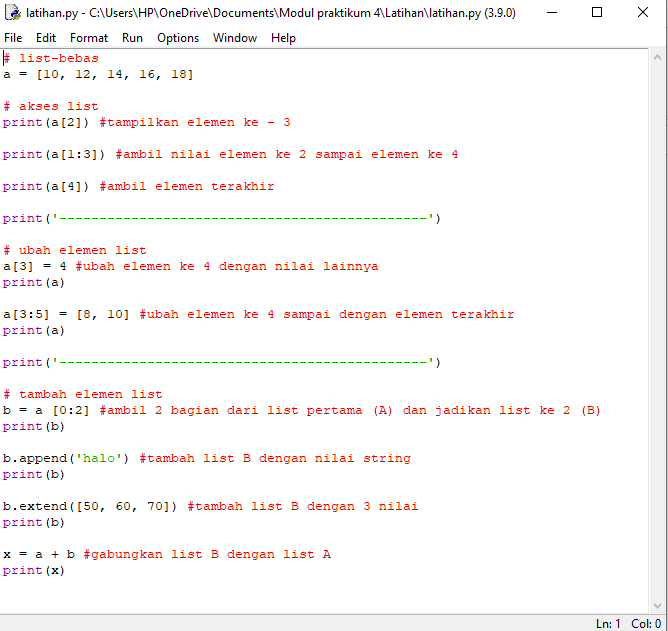 latihan.py - C:\Users\HP\OneDrive\Documents\Modul praktikum 4\Latihan\latihan.py (3.9.0)
File Edit Format Run Options Window Help
# list-bebas
a = [10, 12, 14, 16, 18]
# akses list
print(a[2]) #tampilkan elemen ke - 3
print(a[1:3]) #ambil nilai elemen ke 2 sampai elemen ke 4
print(a[4]) #ambil elemen terakhir
print('----------------------------------------------')
# ubah elemen list
a[3] = 4 #ubah elemen ke 4 dengan nilai lainnya
print(a)
a[3:5] = [8, 10] #ubah elemen ke 4 sampai dengan elemen terakhir
print(a)
print('----------------------------------------------')
# tambah elemen list
b = a [0:2] #ambil 2 bagian dari list pertama (A) dan jadikan list ke 2 (B)
print(b)
b.append('halo') #tambah list B dengan nilai string
print(b)
b.extend([50, 60, 70]) #tambah list B dengan 3 nilai
print(b)
x = a + b #gabungkan list B dengan list A
print(x)
Ln: 1 Col: 0